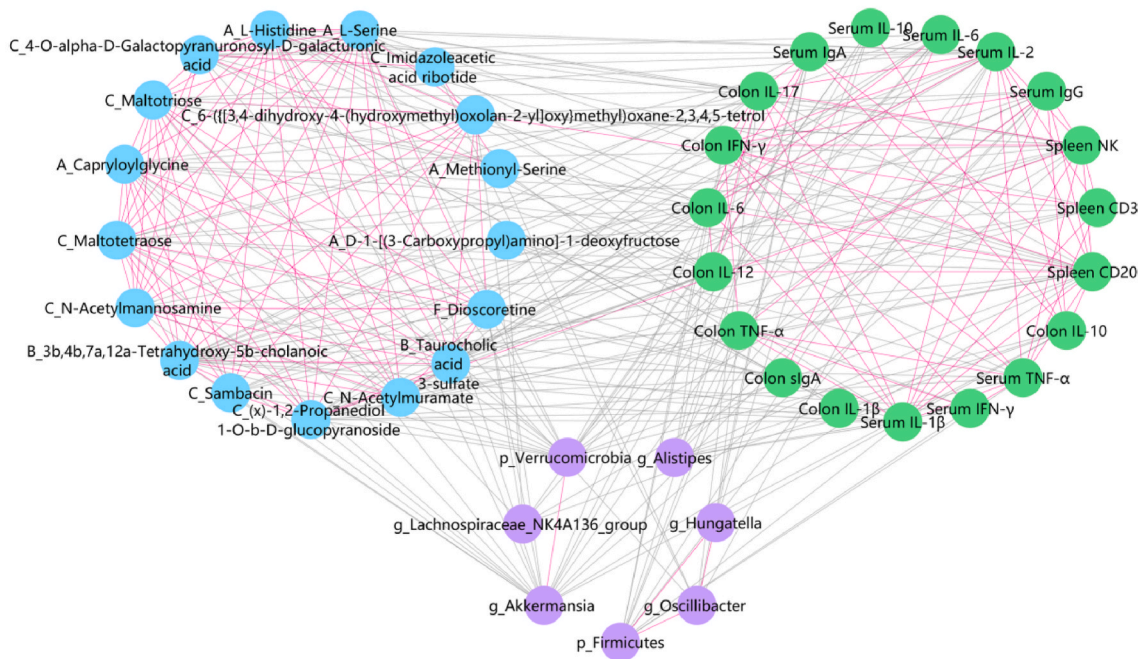 A_L-Histidine
A_L-Serine
C_4-O-alpha-D-Galactopyranuronosyl-D-galacturonic
acid
C_Imidazoleacetic
acid ribotide
C_Maltotriose
C_6-({[3,4-dihydroxy-4-(hydroxymethyl)oxolan-2-yl]oxy}methyl)oxane-2,3,4,5-tetrol
A_Capryloylglycine
A_Methionyl-Serine
C_Maltotetraose
A_D-1-[(3-Carboxypropyl)amino]-1-deoxyfructose
C_N-Acetylmannosamine
F_Dioscoretine
B_3b,4b,7a,12a-Tetrahydroxy-5b-cholanoic
acid
B_Taurocholic
acid
3-sulfate
C_Sambacin
C_N-Acetylmuramate
C_(x)-1,2-Propanediol
1-O-b-D-glucopyranoside
Serum IL-10
Serum IL-6
Serum IgA
Serum IL-2
Colon IL-17
Serum IgG
Colon IFN-γ
Spleen NK
Colon IL-6
Spleen CD3
Colon IL-12
Spleen CD20
Colon TNF-α
Colon IL-10
Colon sIgA
Serum TNF-α
Colon IL-1β
Serum IFN-γ
Serum IL-1β
p_Verrucomicrobia
g_Alistipes
g_Lachnospiraceae_NK4A136_group
g_Hungatella
g_Akkermansia
g_Oscillibacter
p_Firmicutes